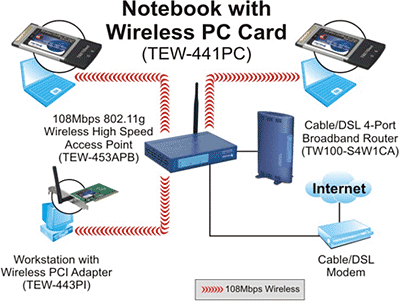 Notebook with
Wireless PC Card
(TEW-441PC)
108Mbps 802.11g
Wireless High Speed
Access Point
(TEW-453APB)
Cable/DSL 4-Port
Broadband Router
(TW100-S4W1CA)
Internet
Workstation with
Wireless PCI Adapter
(TEW-443PI)
Cable/DSL
Modem
108Mbps Wireless